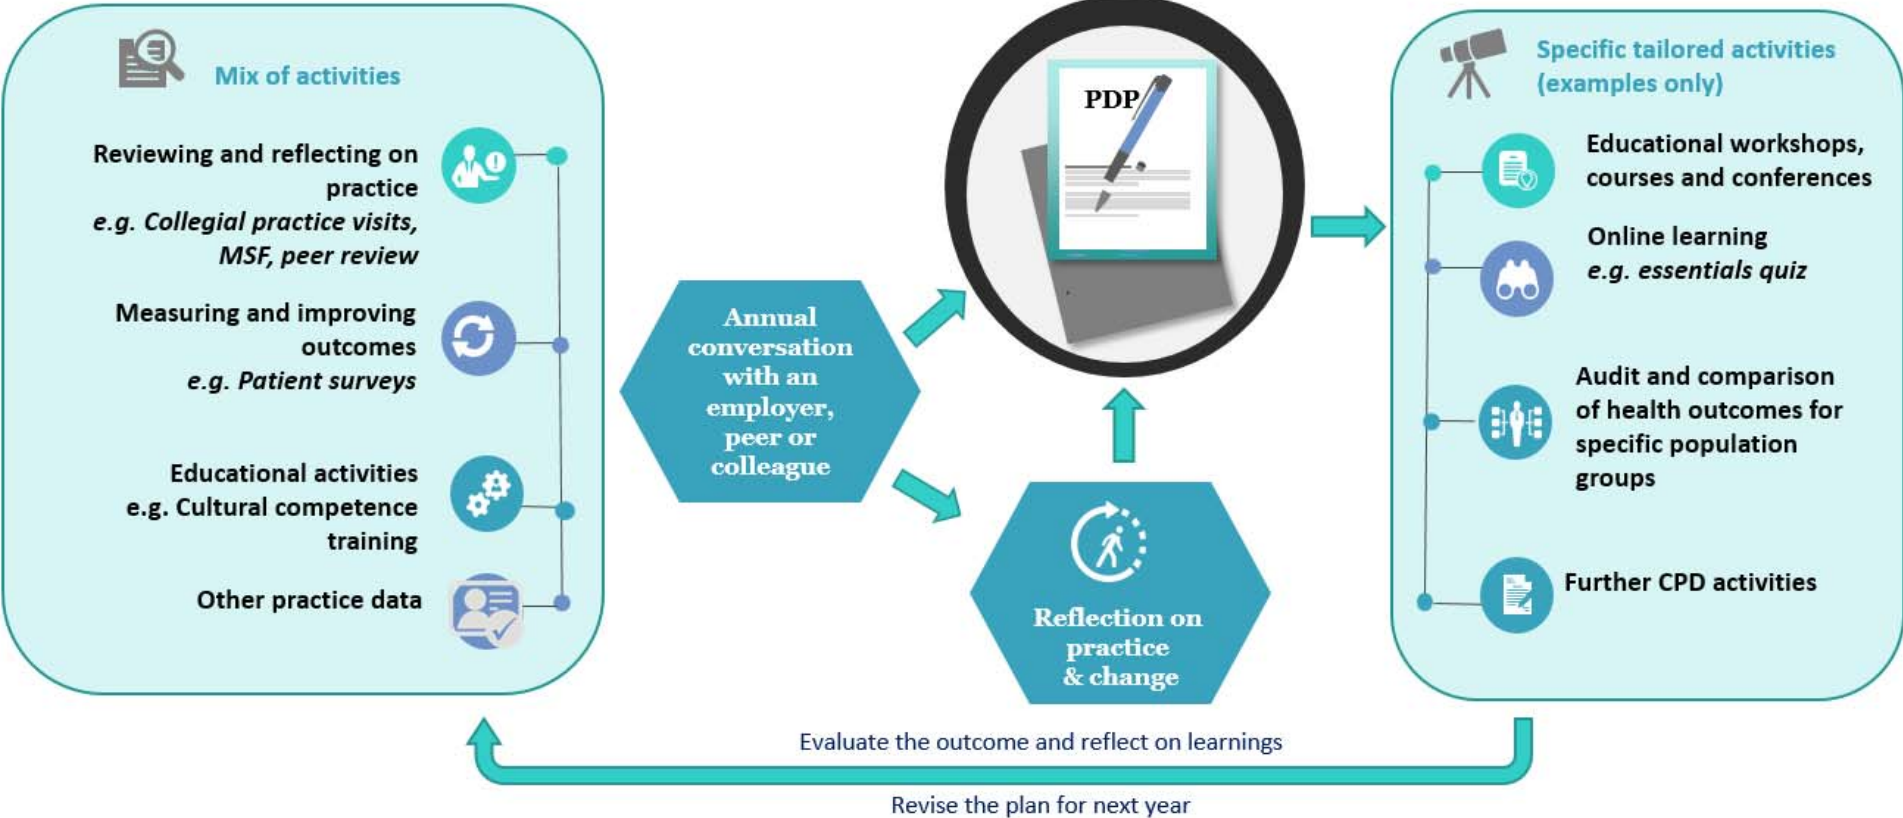 Mix of activities
Reviewing and reflecting on
practice
e.g. Collegial practice visits,
MSF, peer review
Measuring and improving
outcomes
e.g. Patient surveys
Educational activities
e.g. Cultural competence
training
Other practice data
Annual
conversation
with an
employer,
peer or
colleague
PDP
Reflection on
practice
& change
Specific tailored activities
(examples only)
Educational workshops,
courses and conferences
Online learning
e.g. essentials quiz
Audit and comparison
of health outcomes for
specific population
groups
Further CPD activities
Evaluate the outcome and reflect on learnings
Revise the plan for next year